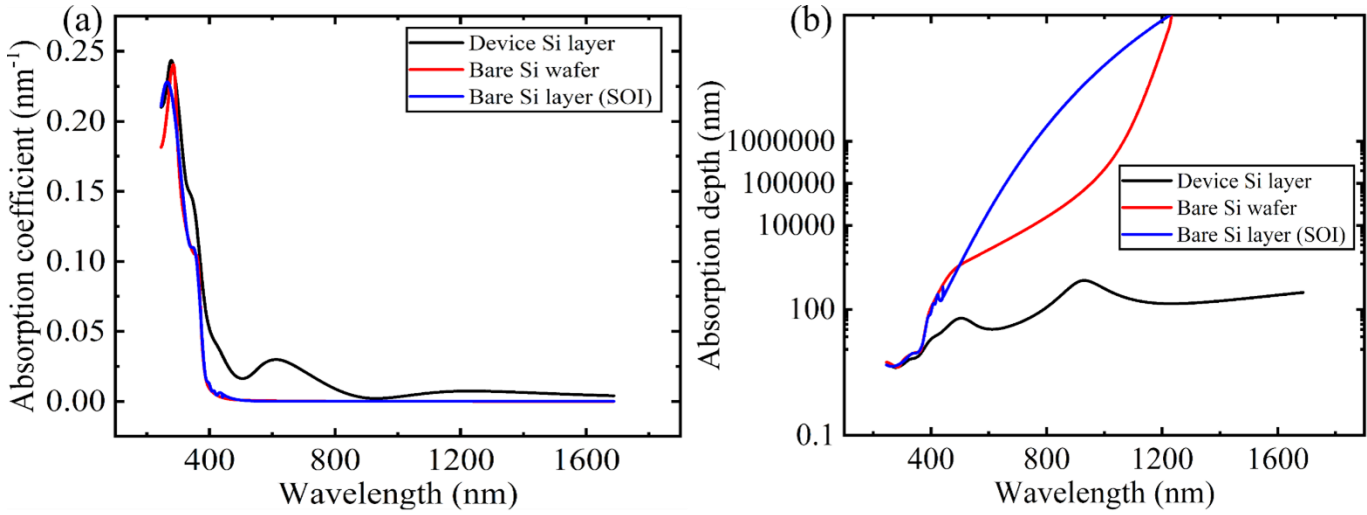 (a)
Absorption coefficient (nm⁻¹)
0.25
0.20
0.15
0.10
0.05
0.00
Device Si layer
Bare Si wafer
Bare Si layer (SOI)
400
800
1200
1600
Wavelength (nm)
(b)
Absorption depth (nm)
1000000
100000
10000
100
0.1
Device Si layer
Bare Si wafer
Bare Si layer (SOI)
400
800
1200
1600
Wavelength (nm)